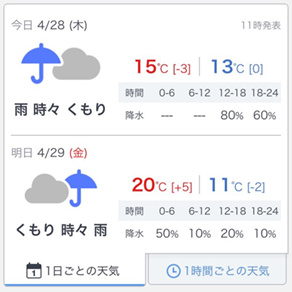 今日 4/28 (木)
11時発表
15℃ [-3] 13℃ [0]
時間 0-6 6-12 12-18 18-24
降水 --- --- 80% 60%
雨 時々 くもり
明日 4/29 (金)
20℃ [+5] 11℃ [-2]
時間 0-6 6-12 12-18 18-24
降水 50% 10% 20% 10%
くもり 時々 雨
1 1日ごとの天気
1時間ごとの天気